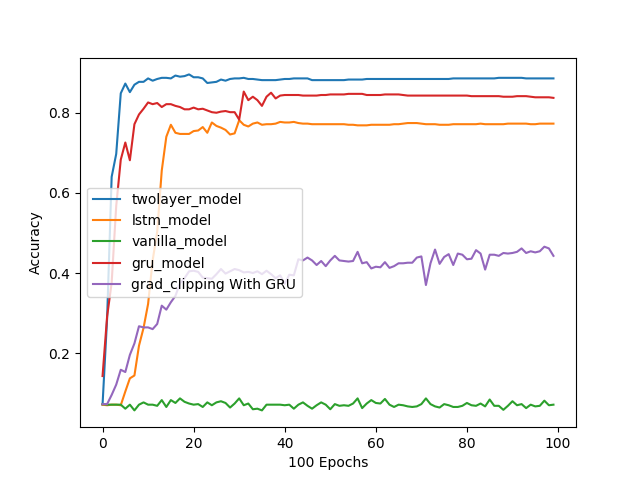 0.8
0.6
0.4
0.2
Accuracy
twolayer_model
lstm_model
vanilla_model
gru_model
grad_clipping With GRU
0 20 40 60 80 100
100 Epochs